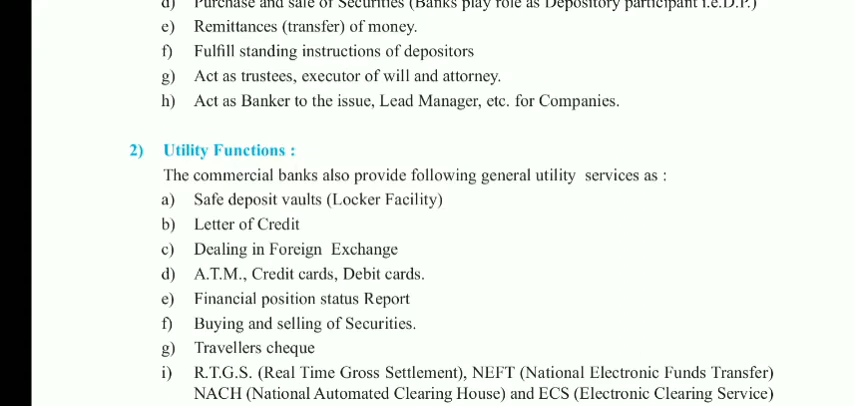 d) Purchase and sale of Securities (Banks play role as Depository participant i.e.D.P.)
e) Remittances (transfer) of money.
f) Fulfill standing instructions of depositors
g) Act as trustees, executor of will and attorney.
h) Act as Banker to the issue, Lead Manager, etc. for Companies.
2) Utility Functions :
The commercial banks also provide following general utility services as :
a) Safe deposit vaults (Locker Facility)
b) Letter of Credit
c) Dealing in Foreign Exchange
d) A.T.M., Credit cards, Debit cards.
e) Financial position status Report
f) Buying and selling of Securities.
g) Travellers cheque
i) R.T.G.S. (Real Time Gross Settlement), NEFT (National Electronic Funds Transfer)
NACH (National Automated Clearing House) and ECS (Electronic Clearing Service)